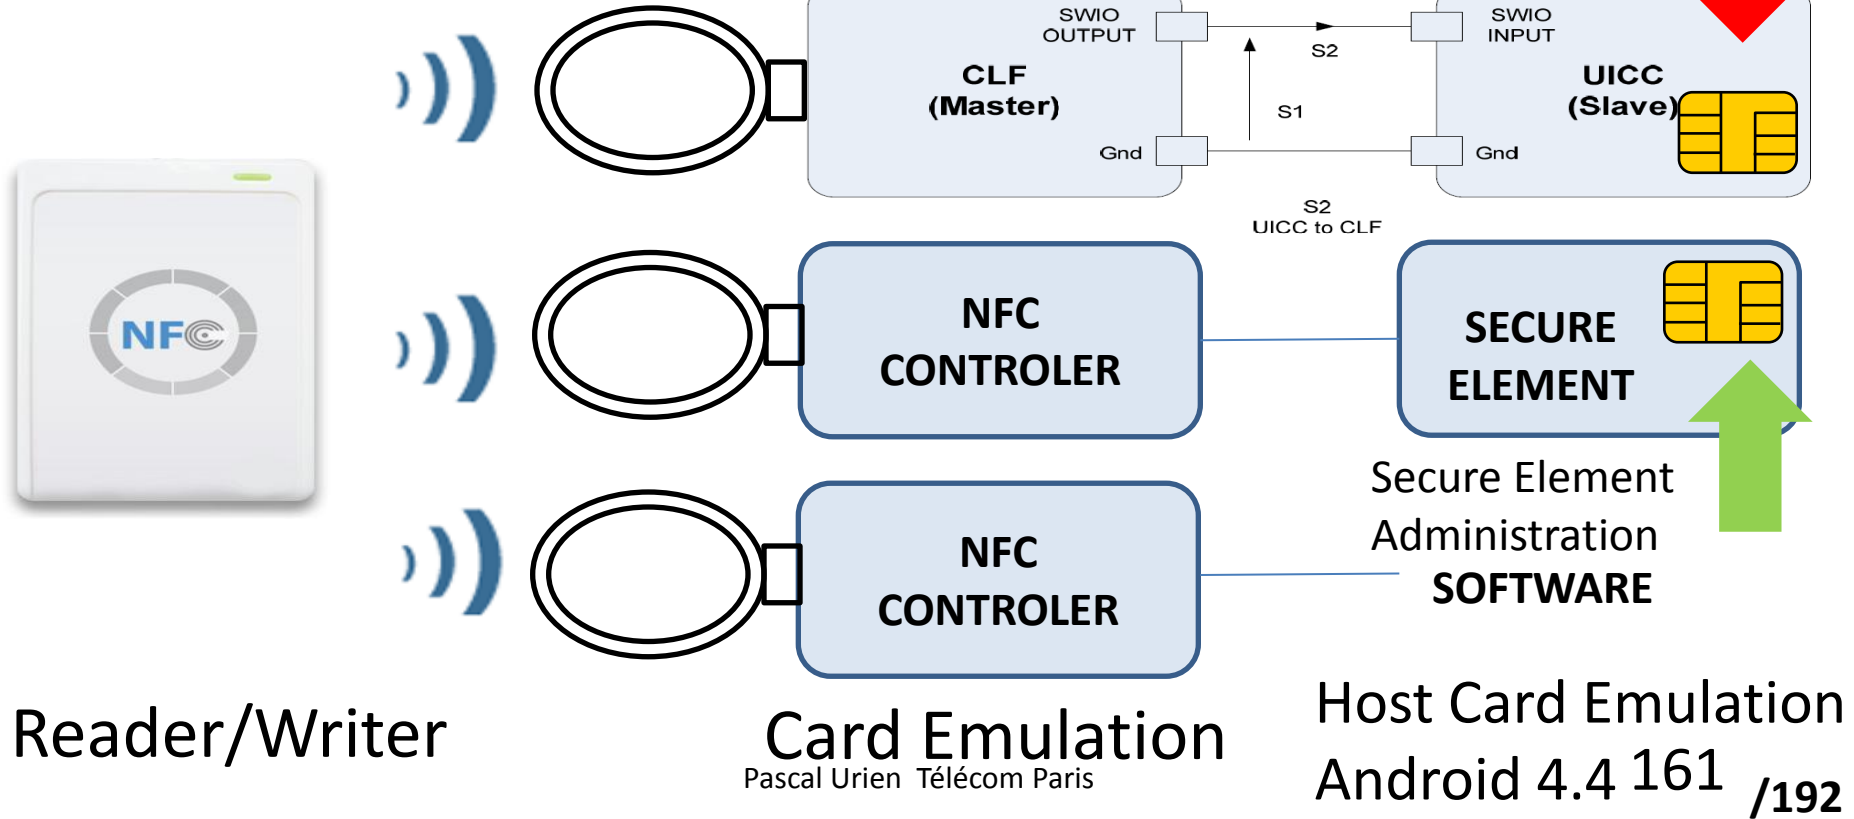 SWIO
OUTPUT
S2
SWIO
INPUT
CLF
(Master)
S1
UICC
(Slave)
Gnd
Gnd
S2
UICC to CLF
NFC
NFC
CONTROLER
SECURE
ELEMENT
Secure Element
Administration
NFC
CONTROLER
SOFTWARE
Reader/Writer
Card Emulation
Host Card Emulation
Android 4.4
Pascal Urien Télécom Paris
161
/192